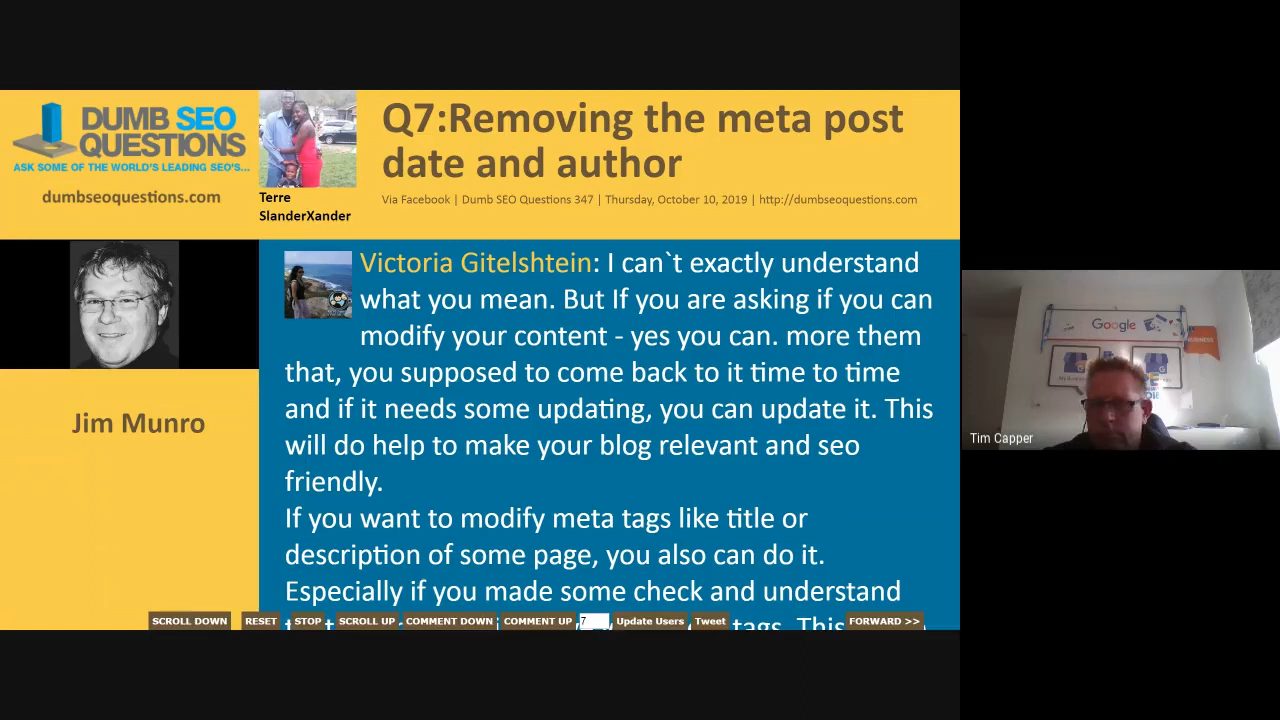 DUMB SEO
QUESTIONS
ASK SOME OF THE WORLD'S LEADING SEO'S...
dumbseoquestions.com
Terre
SlanderXander
Q7:Removing the meta post
date and author
Via Facebook | Dumb SEO Questions 347 | Thursday, October 10, 2019 | http://dumbseoquestions.com
Jim Munro
Victoria Gitelshtein: I can`t exactly understand
what you mean. But If you are asking if you can
modify your content - yes you can. more them
that, you supposed to come back to it time to time
and if it needs some updating, you can update it. This
will do help to make your blog relevant and seo
friendly.
If you want to modify meta tags like title or
description of some page, you also can do it.
Especially if you made some check and understand
tags. This
SCROLL DOWN RESET STOP SCROLL UP COMMENT DOWN COMMENT UP 7 Update Users Tweet FORWARD >>
Google
BUSINESS
Tim Capper